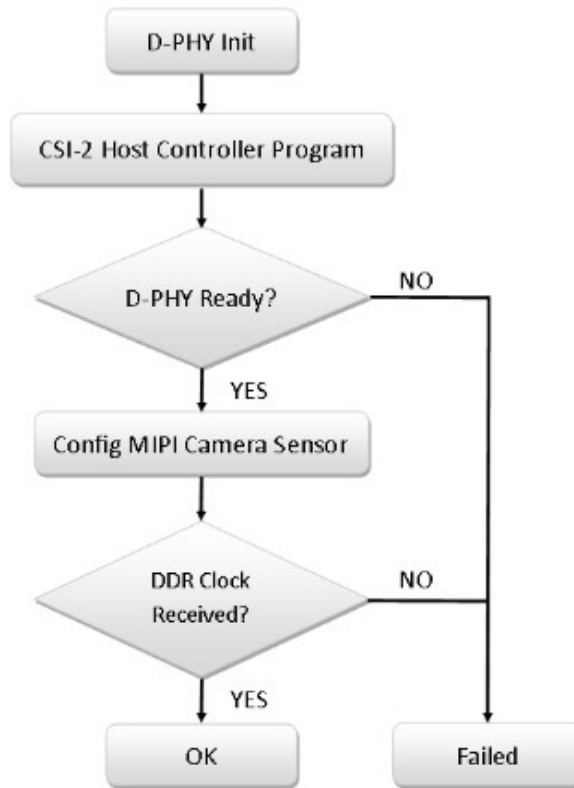 D-PHY Init
CSI-2 Host Controller Program
D-PHY Ready?
NO
YES
Config MIPI Camera Sensor
DDR Clock
Received?
NO
YES
OK
Failed